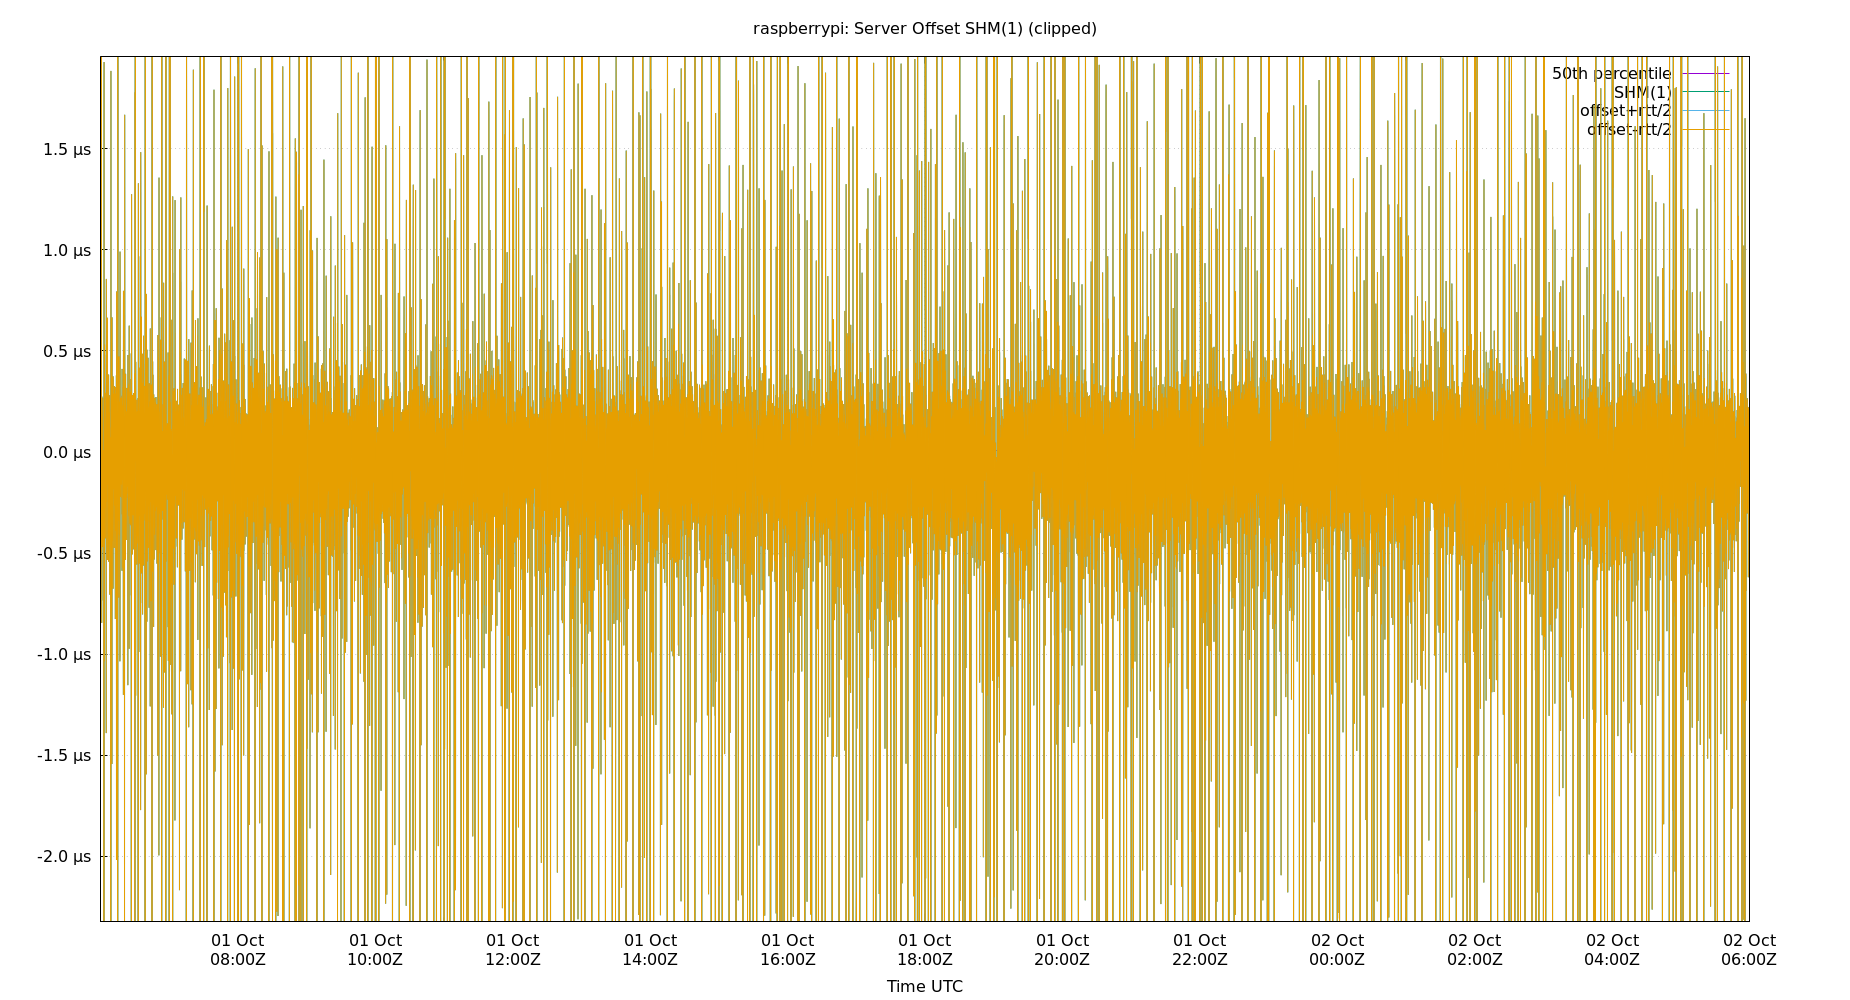 raspberrypi: Server Offset SHM(1) (clipped)
50th percentile
SHM(1)
offset+rtt/2
offset-rtt/2
1.5 µs
1.0 µs
0.5 µs
0.0 µs
-0.5 µs
-1.0 µs
-1.5 µs
-2.0 µs
01 Oct 01 Oct 01 Oct 01 Oct 01 Oct 01 Oct 01 Oct 01 Oct 02 Oct 02 Oct 02 Oct 02 Oct
08:00Z 10:00Z 12:00Z 14:00Z 16:00Z 18:00Z 20:00Z 22:00Z 00:00Z 02:00Z 04:00Z 06:00Z
Time UTC